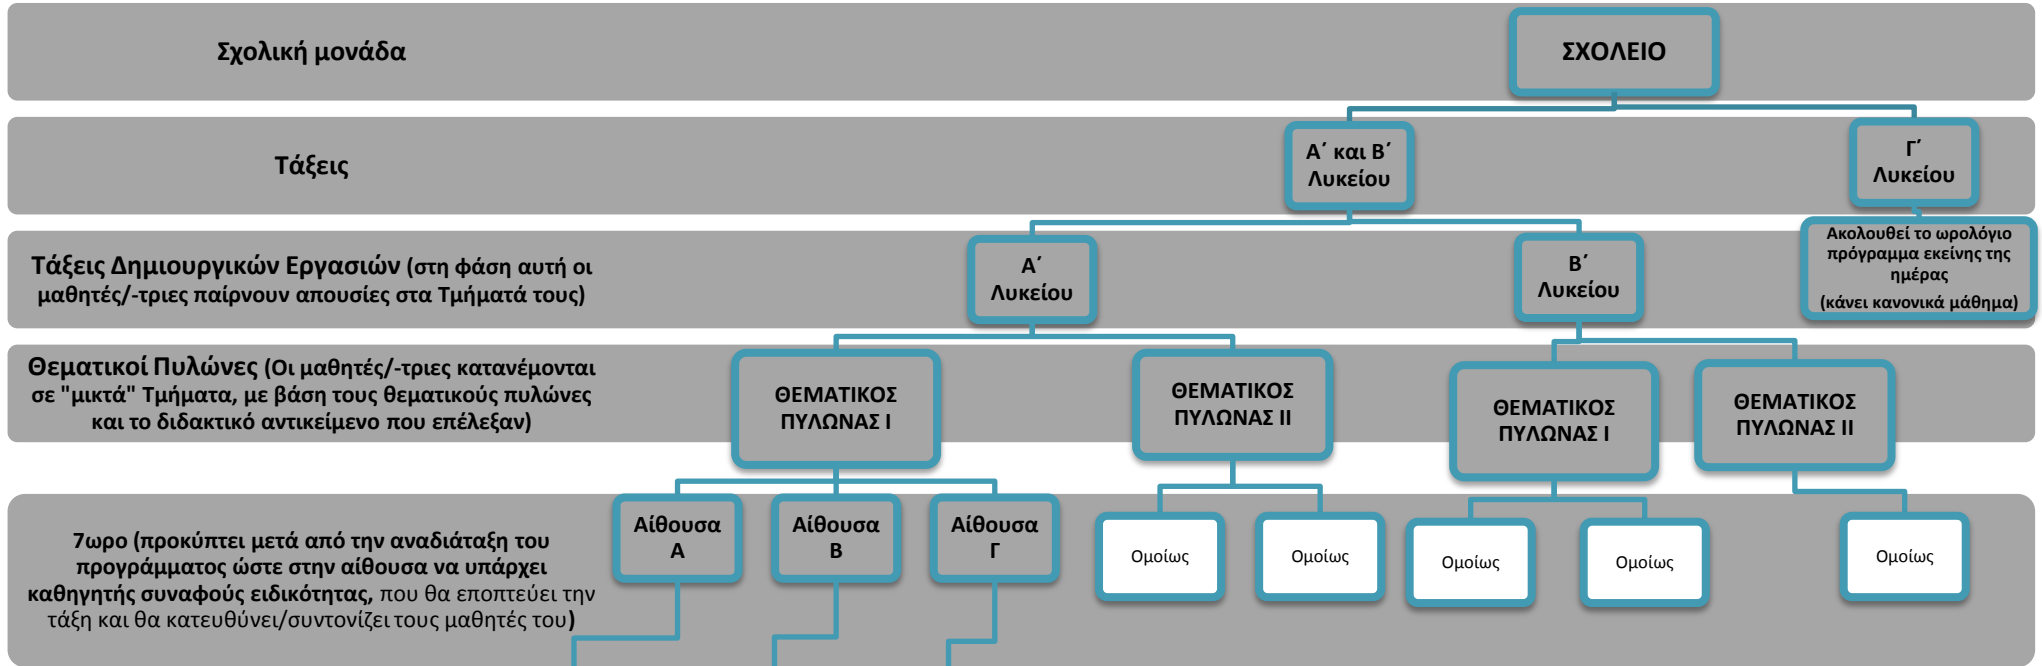 Σχολική μονάδα
ΣΧΟΛΕΙΟ
Τάξεις
Α΄ και Β΄
Λυκείου
Γ΄
Λυκείου
Τάξεις Δημιουργικών Εργασιών (στη φάση αυτή οι
μαθητές/-τριες παίρνουν απουσίες στα Τμήματά τους)
Α΄
Λυκείου
Β΄
Λυκείου
Ακολουθεί το ωρολόγιο
πρόγραμμα εκείνης της
ημέρας
(κάνει κανονικά μάθημα)
Θεματικοί Πυλώνες (Οι μαθητές/-τριες κατανέμονται
σε "μικτά" Τμήματα, με βάση τους θεματικούς πυλώνες
και το διδακτικό αντικείμενο που επέλεξαν)
ΘΕΜΑΤΙΚΟΣ
ΠΥΛΩΝΑΣ Ι
ΘΕΜΑΤΙΚΟΣ
ΠΥΛΩΝΑΣ ΙΙ
ΘΕΜΑΤΙΚΟΣ
ΠΥΛΩΝΑΣ Ι
ΘΕΜΑΤΙΚΟΣ
ΠΥΛΩΝΑΣ ΙΙ
7ωρο (προκύπτει μετά από την αναδιάταξη του
προγράμματος ώστε στην αίθουσα να υπάρχει
καθηγητής συναφούς ειδικότητας, που θα εποπτεύει την
τάξη και θα κατευθύνει/συντονίζει τους μαθητές του)
Αίθουσα
Α
Αίθουσα
Β
Αίθουσα
Γ
Ομοίως
Ομοίως
Ομοίως
Ομοίως
Ομοίως